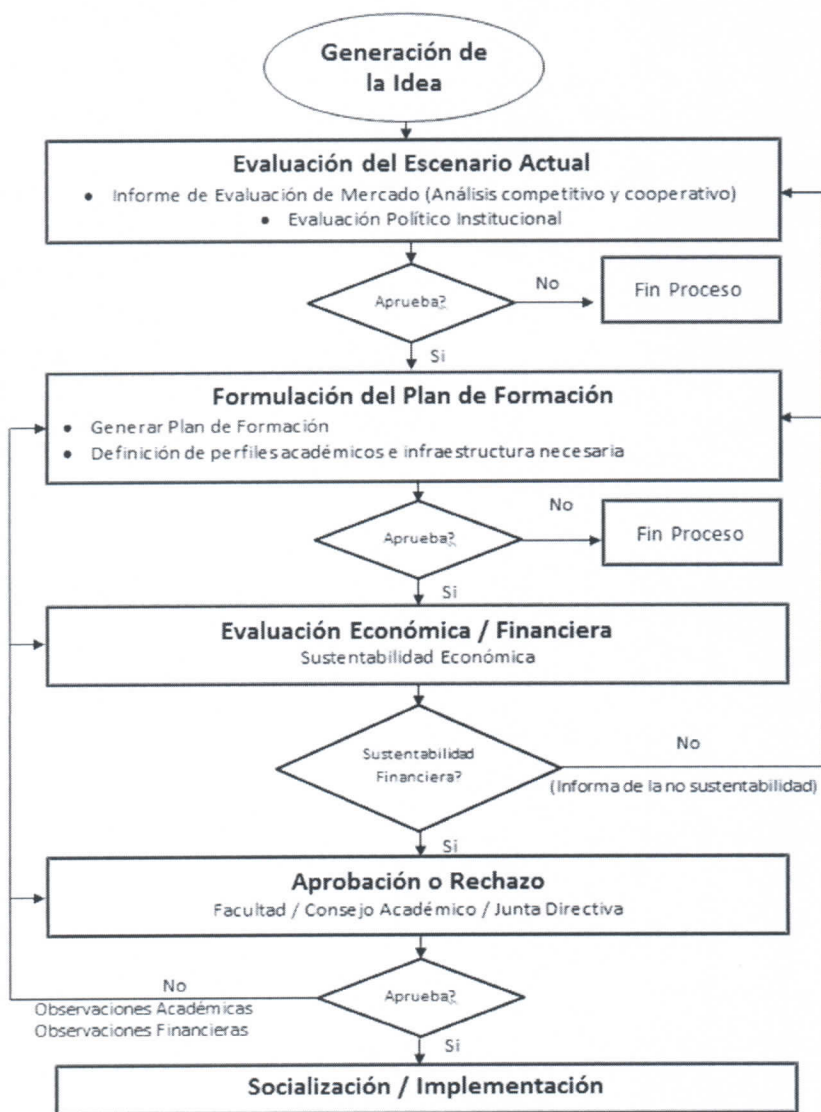 Generación de
la Idea
Evaluación del Escenario Actual
• Informe de Evaluación de Mercado (Análisis competitivo y cooperativo)
• Evaluación Político Institucional
Aprueba?
No
Fin Proceso
Si
Formulación del Plan de Formación
• Generar Plan de Formación
• Definición de perfiles académicos e infraestructura necesaria
Aprueba?
No
Fin Proceso
Si
Evaluación Económica / Financiera
Sustentabilidad Económica
Sustentabilidad
Financiera?
No
(Informa de la no sustentabilidad)
Si
Aprobación o Rechazo
Facultad / Consejo Académico / Junta Directiva
Aprueba?
No
Observaciones Académicas
Observaciones Financieras
Si
Socialización / Implementación